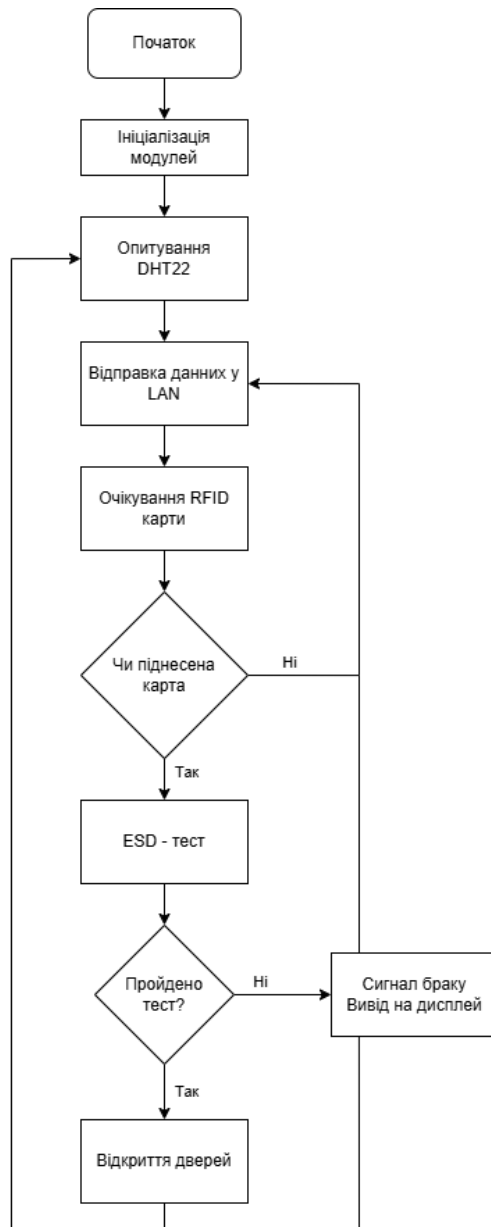 Початок
Ініціалізація
модулей
Опитування
DHT22
Відправка данних у
LAN
Очікування RFID
карти
Чи піднесена
карта
Ні
Так
ESD - тест
Пройдено
тест?
Ні
Сигнал браку
Вивід на дисплей
Так
Відкриття дверей